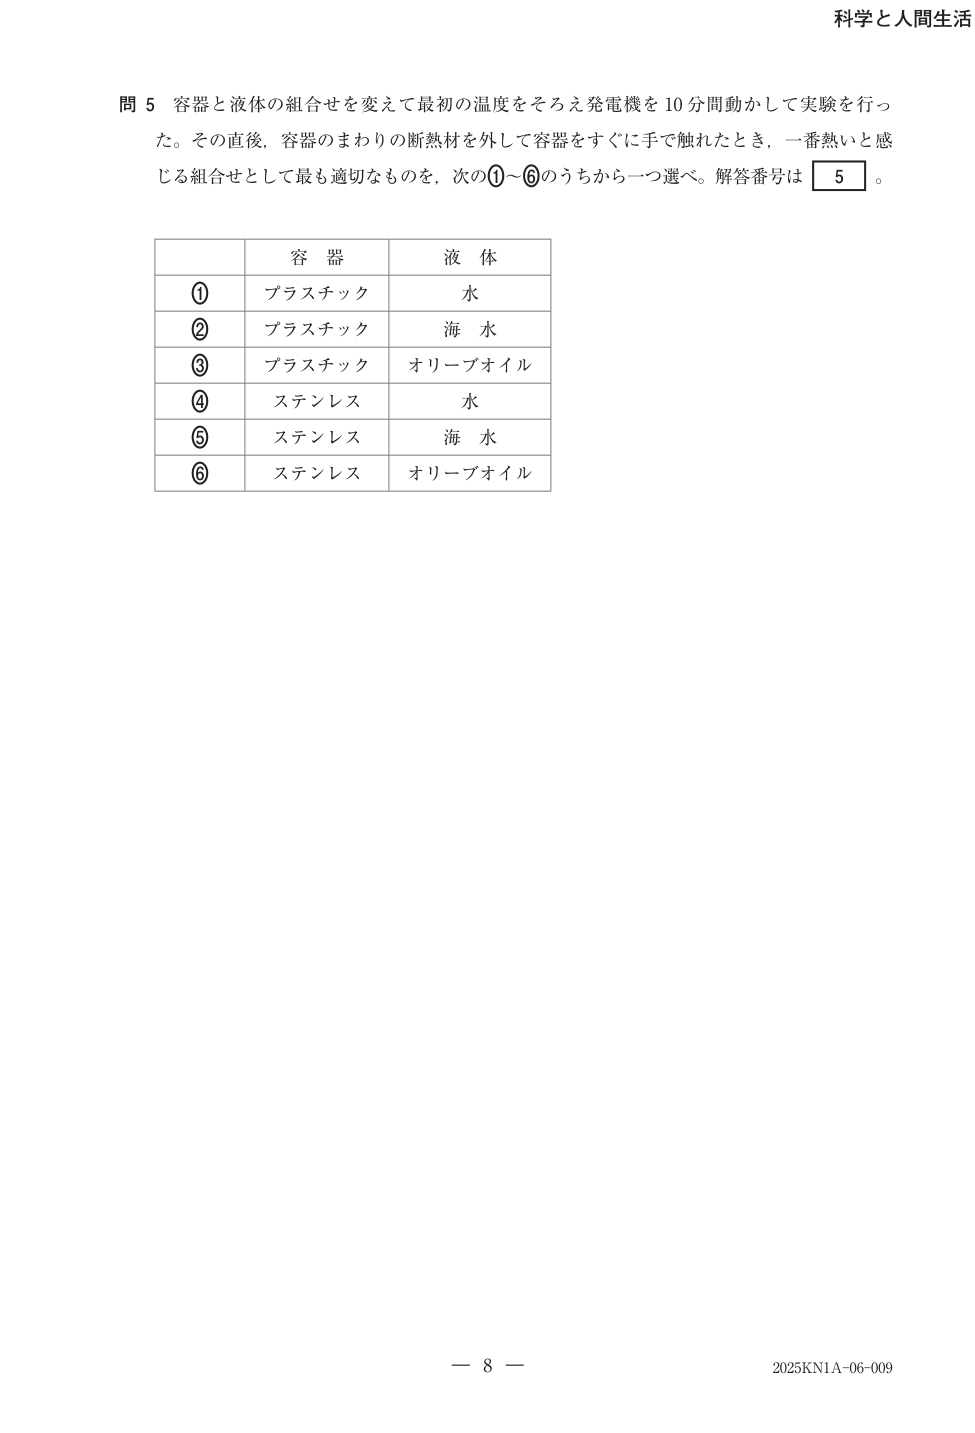 科学と人間生活
問 5 容器と液体の組合せを変えて最初の温度をそろえ発電機を 10 分間動かして実験を行っ
た。その直後，容器のまわりの断熱材を外して容器をすぐに手で触れたとき，一番熱いと感
じる組合せとして最も適切なものを，次の①～⑥のうちから一つ選べ。解答番号は 5 。
容 器 液 体
① プラスチック 水
② プラスチック 海 水
③ プラスチック オリーブオイル
④ ステンレス 水
⑤ ステンレス 海 水
⑥ ステンレス オリーブオイル
― 8 ―
2025KN1A-06-009